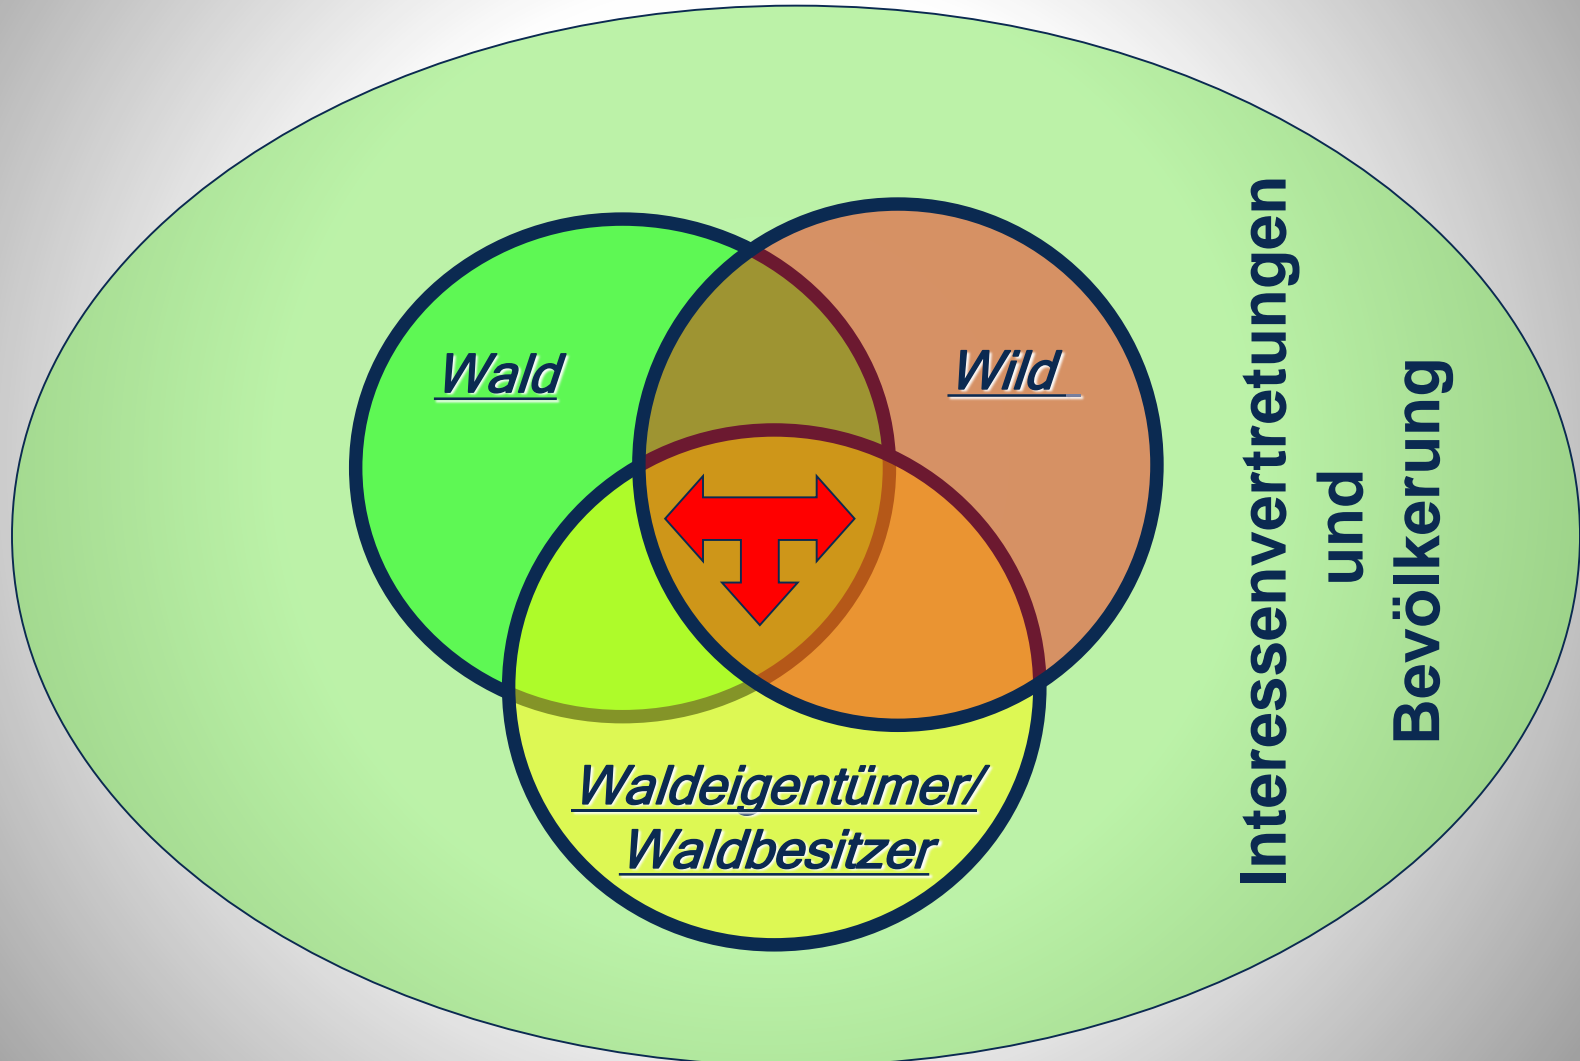 Wald
Wild
Waldeigentümer/
Waldbesitzer
Interessenvertretungen
und
Bevölkerung